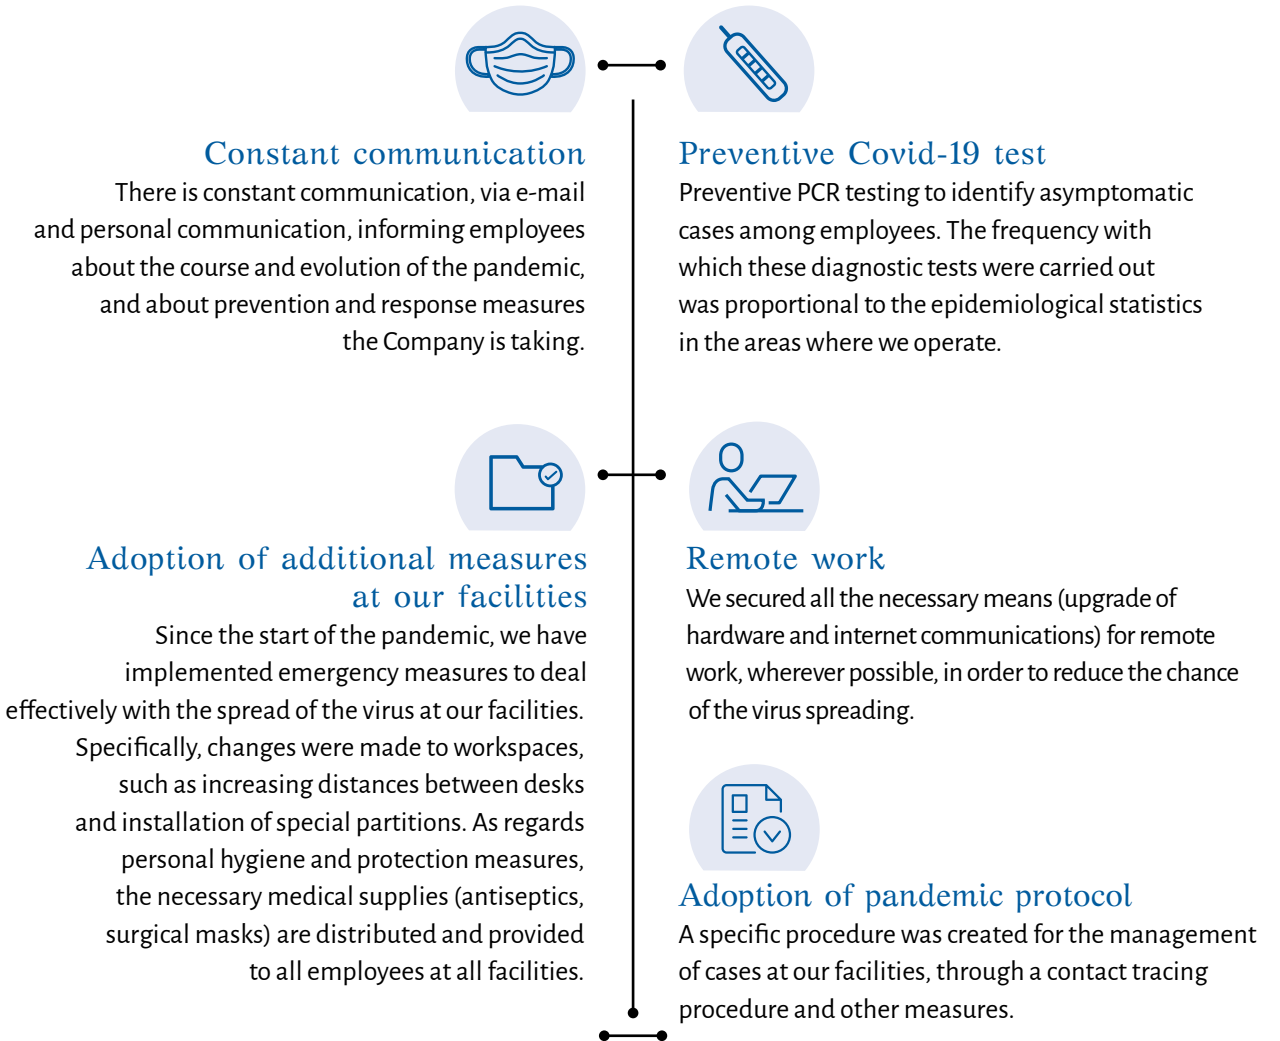 Constant communication
There is constant communication, via e-mail
and personal communication, informing employees
about the course and evolution of the pandemic,
and about prevention and response measures
the Company is taking.
Preventive Covid-19 test
Preventive PCR testing to identify asymptomatic
cases among employees. The frequency with
which these diagnostic tests were carried out
was proportional to the epidemiological statistics
in the areas where we operate.
Adoption of additional measures
at our facilities
Since the start of the pandemic, we have
implemented emergency measures to deal
effectively with the spread of the virus at our facilities.
Specifically, changes were made to workspaces,
such as increasing distances between desks
and installation of special partitions. As regards
personal hygiene and protection measures,
the necessary medical supplies (antiseptics,
surgical masks) are distributed and provided
to all employees at all facilities.
Remote work
We secured all the necessary means (upgrade of
hardware and internet communications) for remote
work, wherever possible, in order to reduce the chance
of the virus spreading.
Adoption of pandemic protocol
A specific procedure was created for the management
of cases at our facilities, through a contact tracing
procedure and other measures.